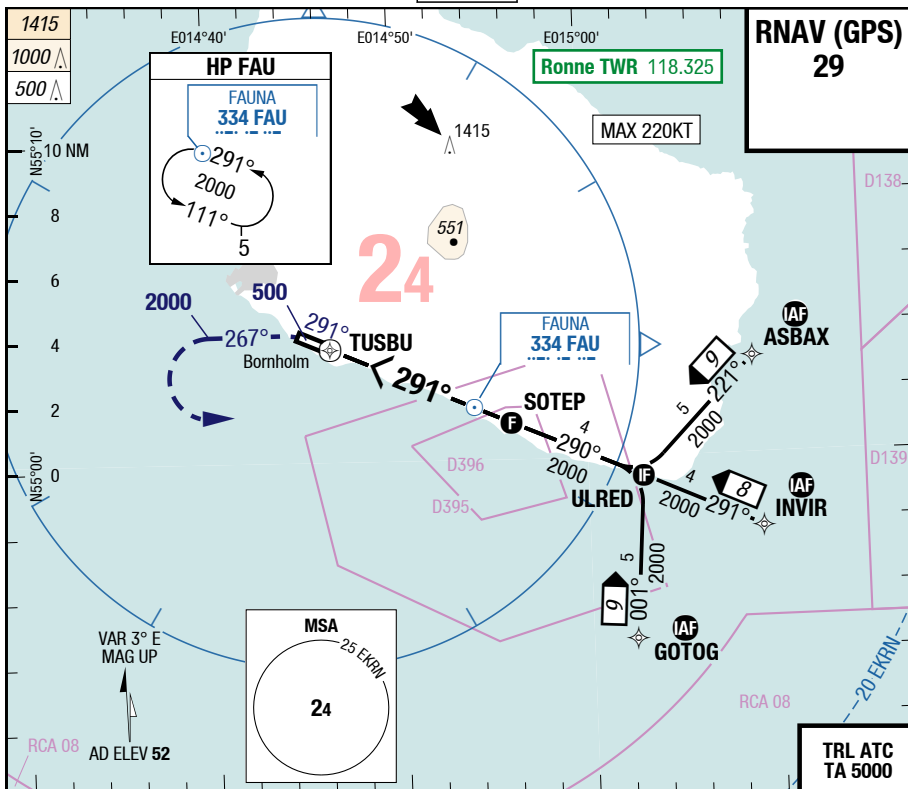 1415
1000
500
E014°40'
E014°50'
E015°00'
RNAV (GPS)
29
HP FAU
FAUNA
334 FAU
291°
2000
111°
5
Ronne TWR 118.325
MAX 220KT
1415
N55°10'
10 NM
8
6
4
2
0
N55°00'
D138
551
24
2000
500
267°
291°
TUSBU
Bornholm
FAUNA
334 FAU
291°
SOTEP
F
4
290°
2000
IAF
ASBAX
9
221°
5
2000
D396
D395
ULRED
IF
4
2000
291°
8
IAF
INVIR
D139
5
2000
001°
9
IAF
GOTOG
VAR 3° E
MAG UP
AD ELEV 52
MSA
25 EKRN
24
RCA 08
RCA 08
20 EKRN
TRL ATC
TA 5000